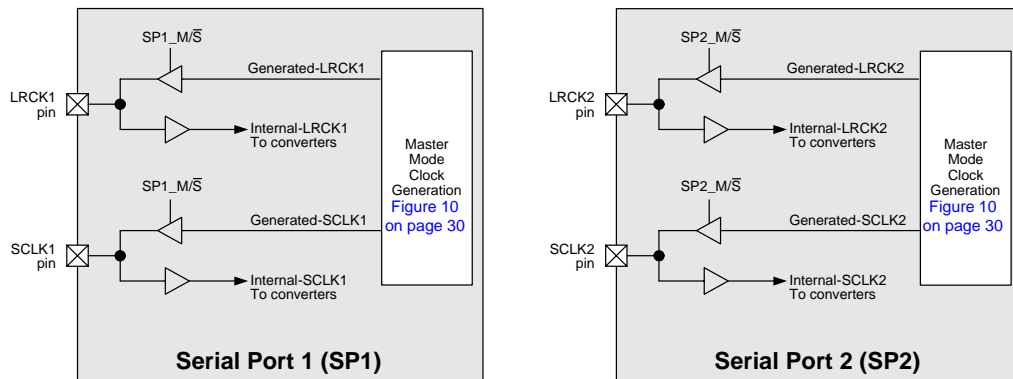 SP1_M/S̅
Generated-LRCK1
LRCK1
pin
Internal-LRCK1
To converters
SP1_M/S̅
Generated-SCLK1
SCLK1
pin
Internal-SCLK1
To converters
Master
Mode
Clock
Generation
Figure 10
on page 30
Serial Port 1 (SP1)
SP2_M/S̅
Generated-LRCK2
LRCK2
pin
Internal-LRCK2
To converters
SP2_M/S̅
Generated-SCLK2
SCLK2
pin
Internal-SCLK2
To converters
Master
Mode
Clock
Generation
Figure 10
on page 30
Serial Port 2 (SP2)